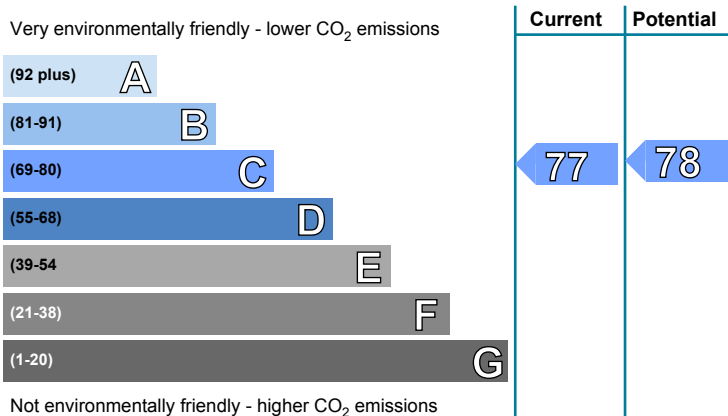 Very environmentally friendly - lower CO₂ emissions
Current
Potential
(92 plus) A
(81-91) B
(69-80) C
77
78
(55-68) D
(39-54 E
(21-38) F
(1-20) G
Not environmentally friendly - higher CO₂ emissions